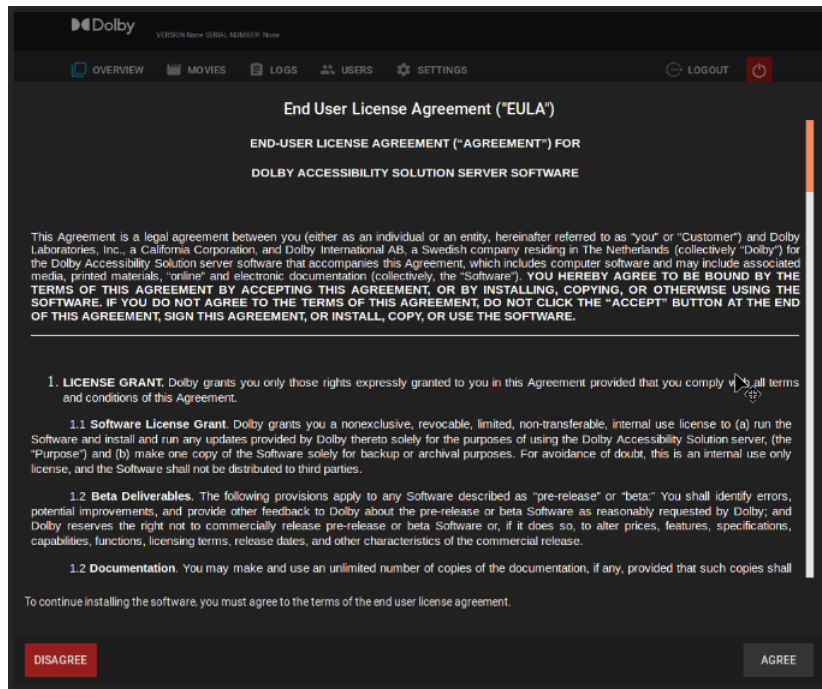 Dolby
VERSION None SERIAL NUMBER: None
OVERVIEW MOVIES LOGS USERS SETTINGS LOGOUT
End User License Agreement ("EULA")
END-USER LICENSE AGREEMENT (“AGREEMENT”) FOR
DOLBY ACCESSIBILITY SOLUTION SERVER SOFTWARE
This Agreement is a legal agreement between you (either as an individual or an entity, hereinafter referred to as “you” or “Customer”) and Dolby
Laboratories, Inc., a California Corporation, and Dolby International AB, a Swedish company residing in The Netherlands (collectively “Dolby”) for
the Dolby Accessibility Solution server software that accompanies this Agreement, which includes computer software and may include associated
media, printed materials, “online” and electronic documentation (collectively, the “Software”). YOU HEREBY AGREE TO BE BOUND BY THE
TERMS OF THIS AGREEMENT BY ACCEPTING THIS AGREEMENT, OR BY INSTALLING, COPYING, OR OTHERWISE USING THE
SOFTWARE. IF YOU DO NOT AGREE TO THE TERMS OF THIS AGREEMENT, DO NOT CLICK THE “ACCEPT” BUTTON AT THE END
OF THIS AGREEMENT, SIGN THIS AGREEMENT, OR INSTALL, COPY, OR USE THE SOFTWARE.
1. LICENSE GRANT. Dolby grants you only those rights expressly granted to you in this Agreement provided that you comply with all terms
and conditions of this Agreement.
1.1 Software License Grant. Dolby grants you a nonexclusive, revocable, limited, non-transferable, internal use license to (a) run the
Software and install and run any updates provided by Dolby thereto solely for the purposes of using the Dolby Accessibility Solution server, (the
“Purpose”) and (b) make one copy of the Software solely for backup or archival purposes. For avoidance of doubt, this is an internal use only
license, and the Software shall not be distributed to third parties.
1.2 Beta Deliverables. The following provisions apply to any Software described as “pre-release” or “beta:” You shall identify errors,
potential improvements, and provide other feedback to Dolby about the pre-release or beta Software as reasonably requested by Dolby; and
Dolby reserves the right not to commercially release pre-release or beta Software or, if it does so, to alter prices, features, specifications,
capabilities, functions, licensing terms, release dates, and other characteristics of the commercial release.
1.2 Documentation. You may make and use an unlimited number of copies of the documentation, if any, provided that such copies shall
To continue installing the software, you must agree to the terms of the end user license agreement.
DISAGREE AGREE